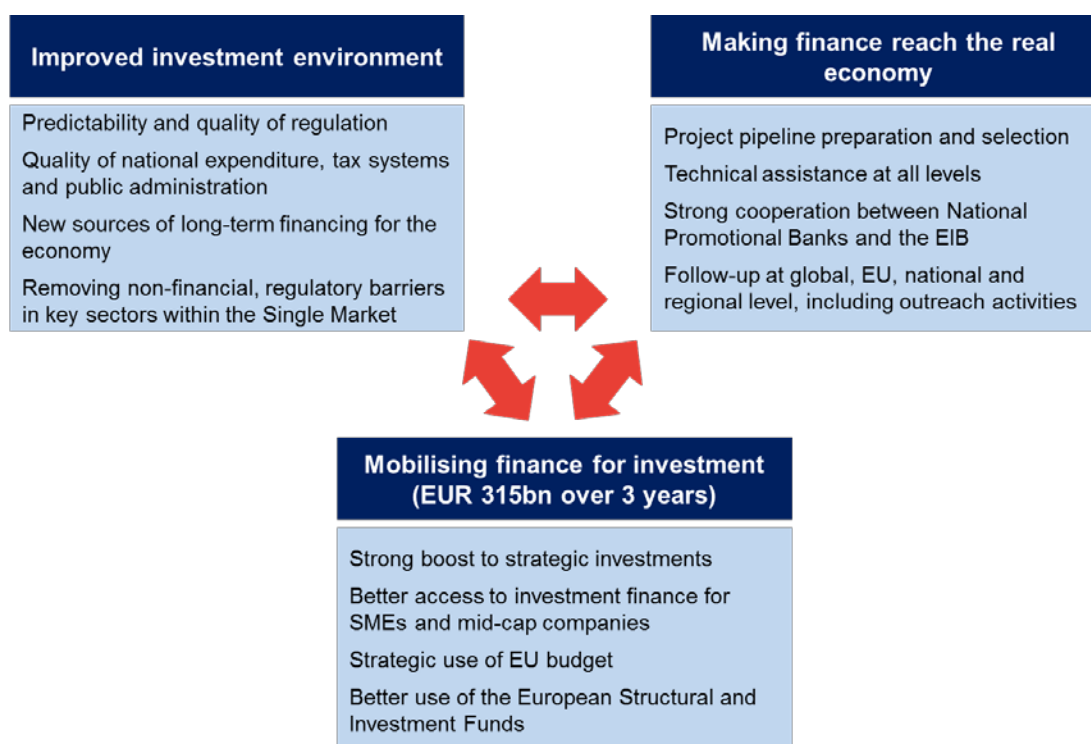 Improved investment environment
Predictability and quality of regulation
Quality of national expenditure, tax systems
and public administration
New sources of long-term financing for the
economy
Removing non-financial, regulatory barriers
in key sectors within the Single Market
Making finance reach the real
economy
Project pipeline preparation and selection
Technical assistance at all levels
Strong cooperation between National
Promotional Banks and the EIB
Follow-up at global, EU, national and
regional level, including outreach activities
Mobilising finance for investment
(EUR 315bn over 3 years)
Strong boost to strategic investments
Better access to investment finance for
SMEs and mid-cap companies
Strategic use of EU budget
Better use of the European Structural and
Investment Funds